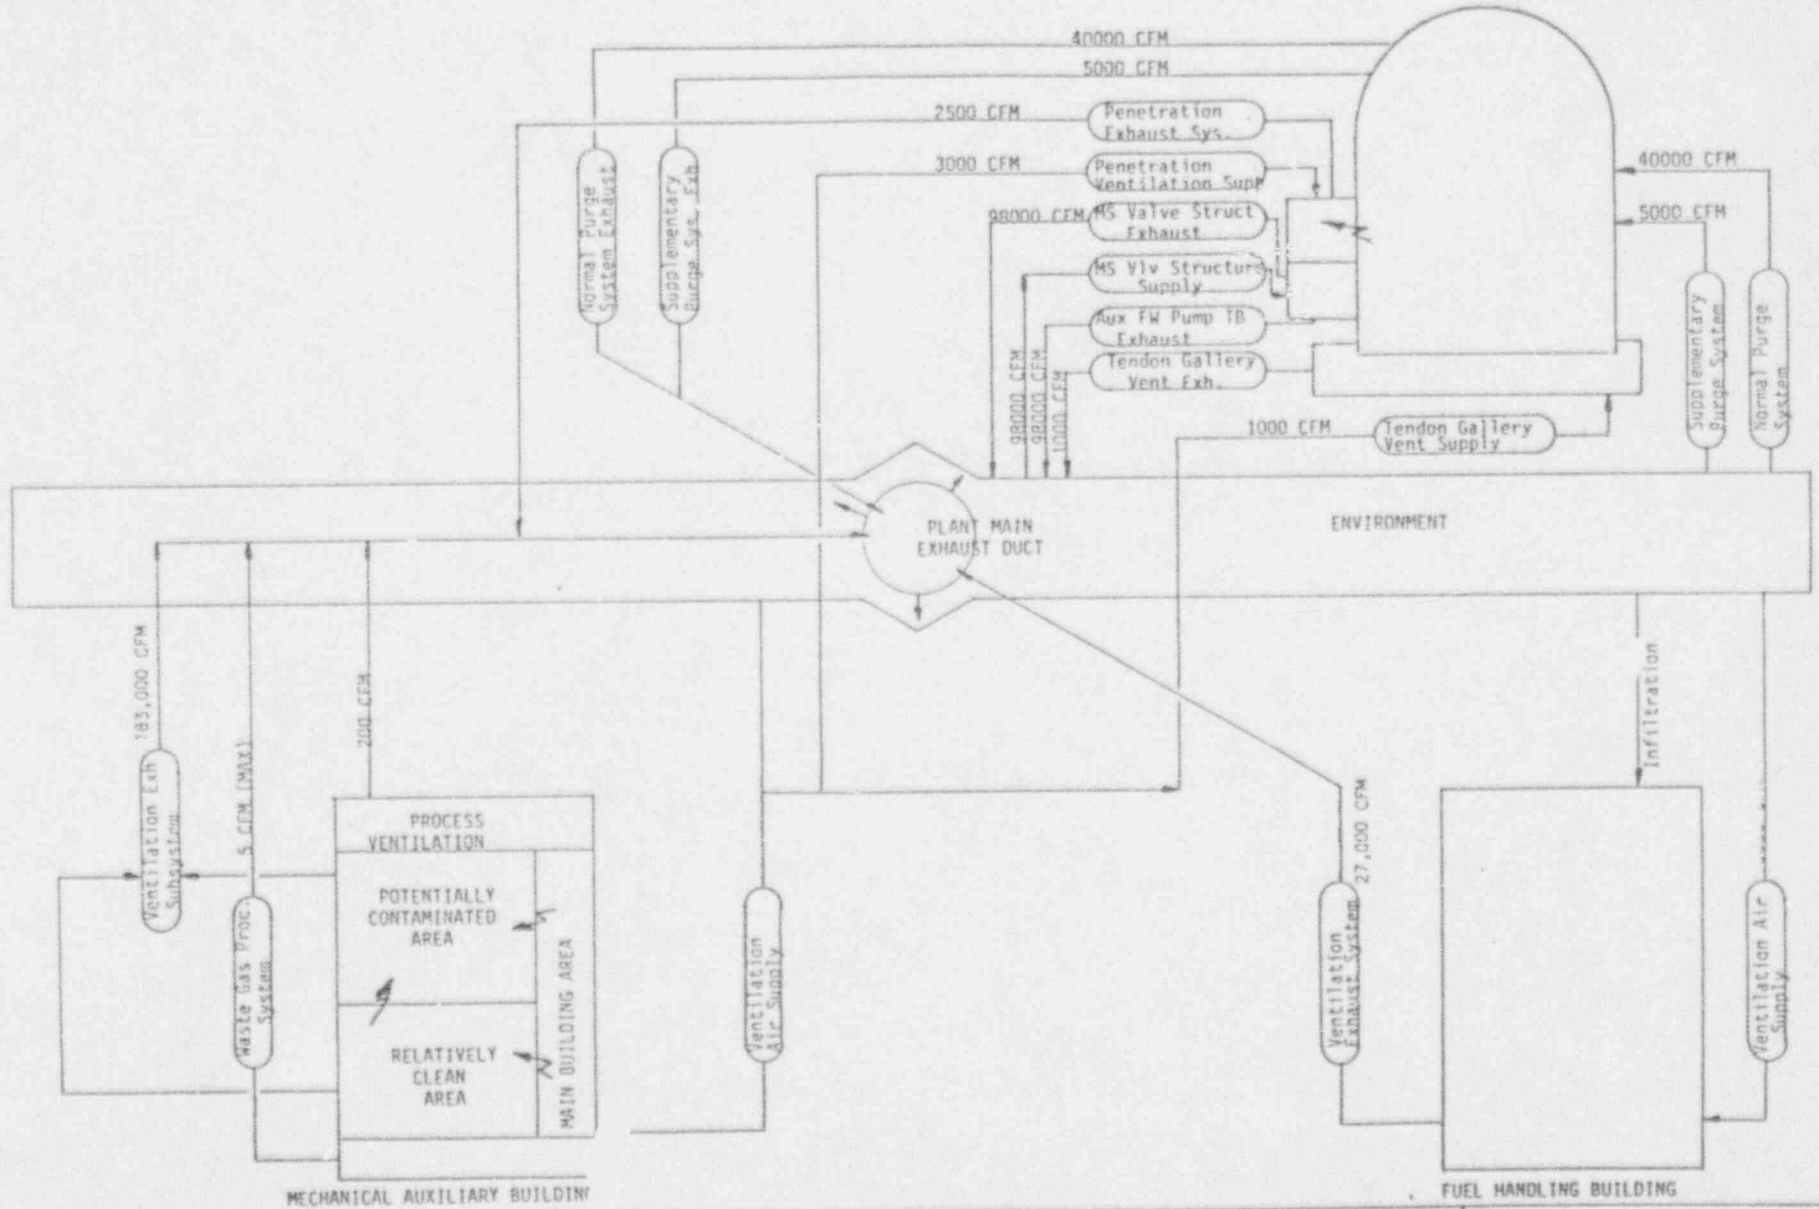 40000 CFM
5000 CFM
2500 CFM
Penetration
Exhaust Sys.
3000 CFM
Penetration
Ventilation Supp
98000 CFM
MS Valve Struct
Exhaust
MS Vlv Structure
Supply
Aux FW Pump TB
Exhaust
Tendon Gallery
Vent Exh.
98000 CFM
98000 CFM
1000 CFM
Normal Purge
System Exhaust
Supplementary
Purge Sys. Exh
40000 CFM
5000 CFM
Supplementary
purge System
Normal Purge
System
1000 CFM
Tendon Gallery
Vent Supply
PLANT MAIN
EXHAUST DUCT
ENVIRONMENT
183,000 CFM
Ventilation Exh
Subsystem
5 CFM (MAX)
Waste Gas Proc.
System
200 CFM
PROCESS
VENTILATION
POTENTIALLY
CONTAMINATED
AREA
RELATIVELY
CLEAN
AREA
MAIN BUILDING AREA
MECHANICAL AUXILIARY BUILDING
Ventilation
Air Supply
27,000 CFM
Ventilation
Exhaust System
Infiltration
Ventilation Air
Supply
FUEL HANDLING BUILDING